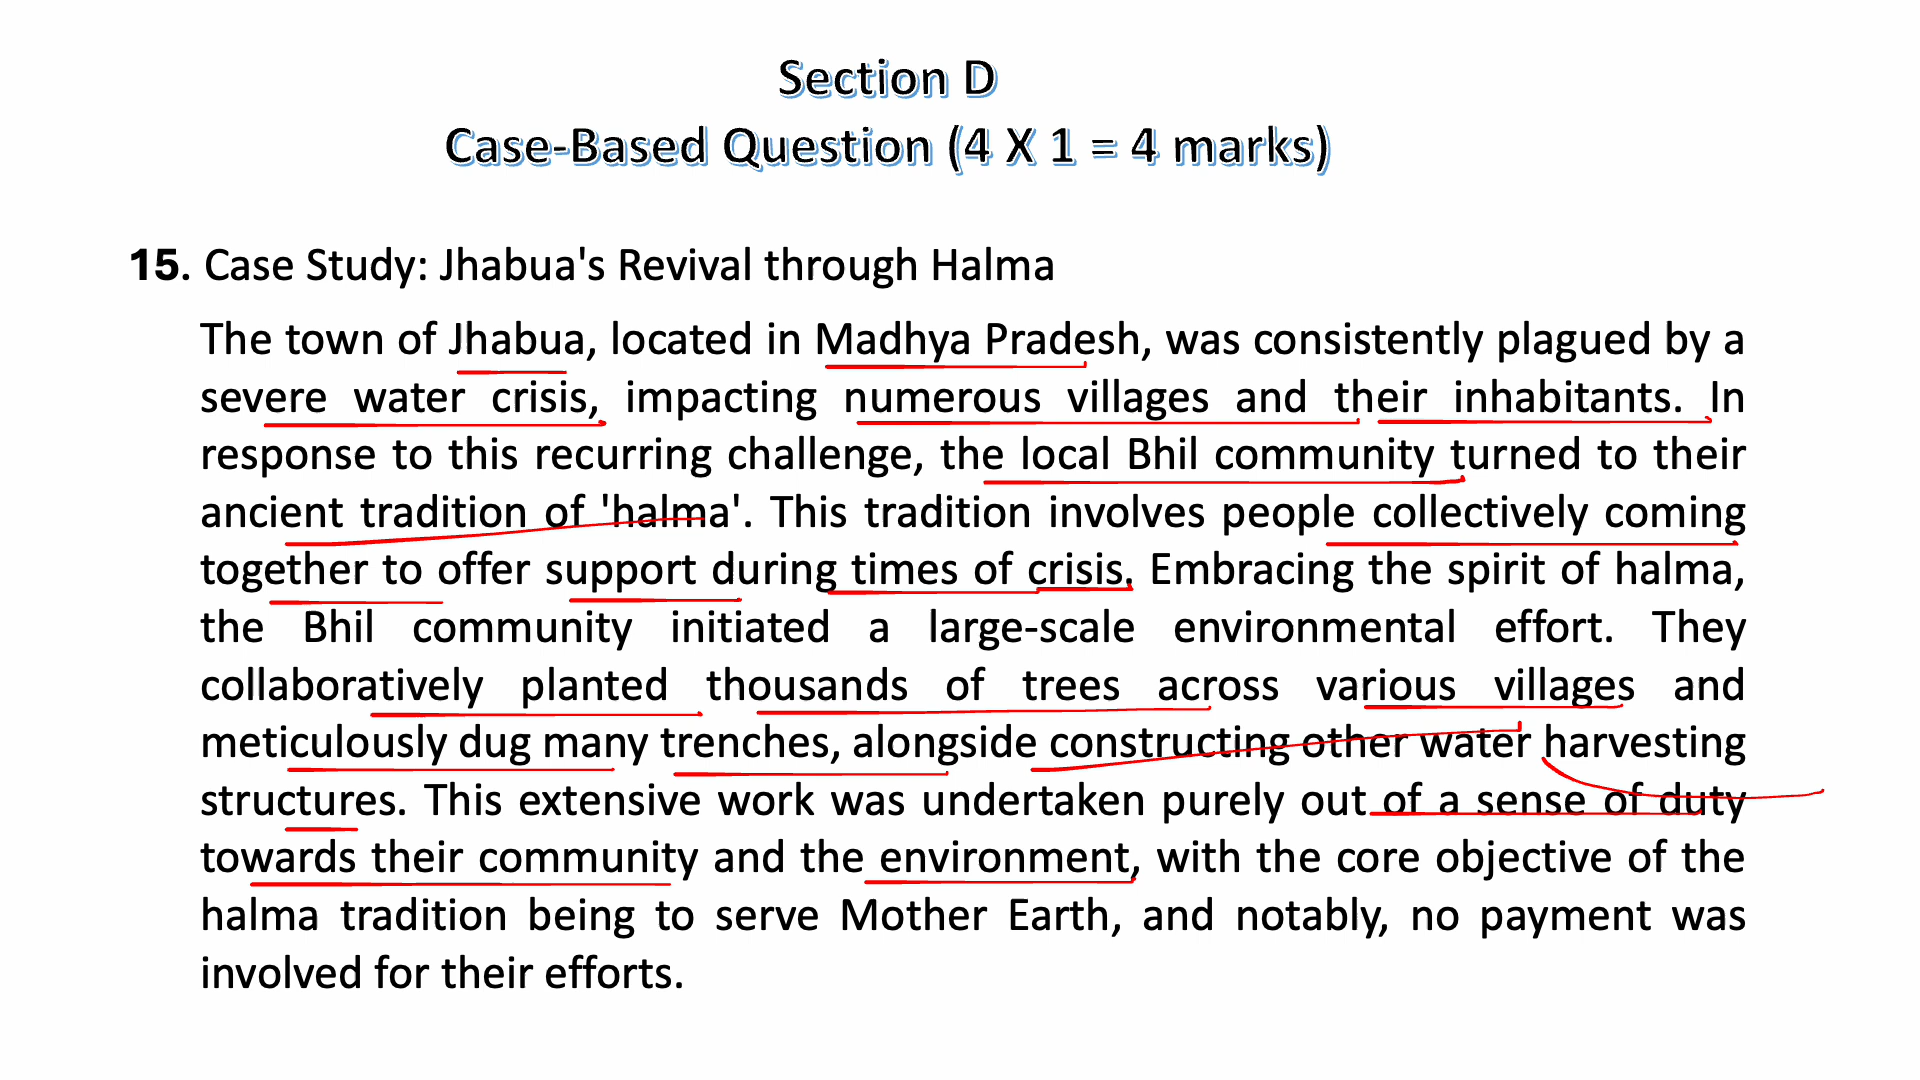 Section D
Case-Based Question (4 X 1 = 4 marks)
15. Case Study: Jhabua's Revival through Halma
The town of Jhabua, located in Madhya Pradesh, was consistently plagued by a
severe water crisis, impacting numerous villages and their inhabitants. In
response to this recurring challenge, the local Bhil community turned to their
ancient tradition of 'halma'. This tradition involves people collectively coming
together to offer support during times of crisis. Embracing the spirit of halma,
the Bhil community initiated a large-scale environmental effort. They
collaboratively planted thousands of trees across various villages and
meticulously dug many trenches, alongside constructing other water harvesting
structures. This extensive work was undertaken purely out of a sense of duty
towards their community and the environment, with the core objective of the
halma tradition being to serve Mother Earth, and notably, no payment was
involved for their efforts.